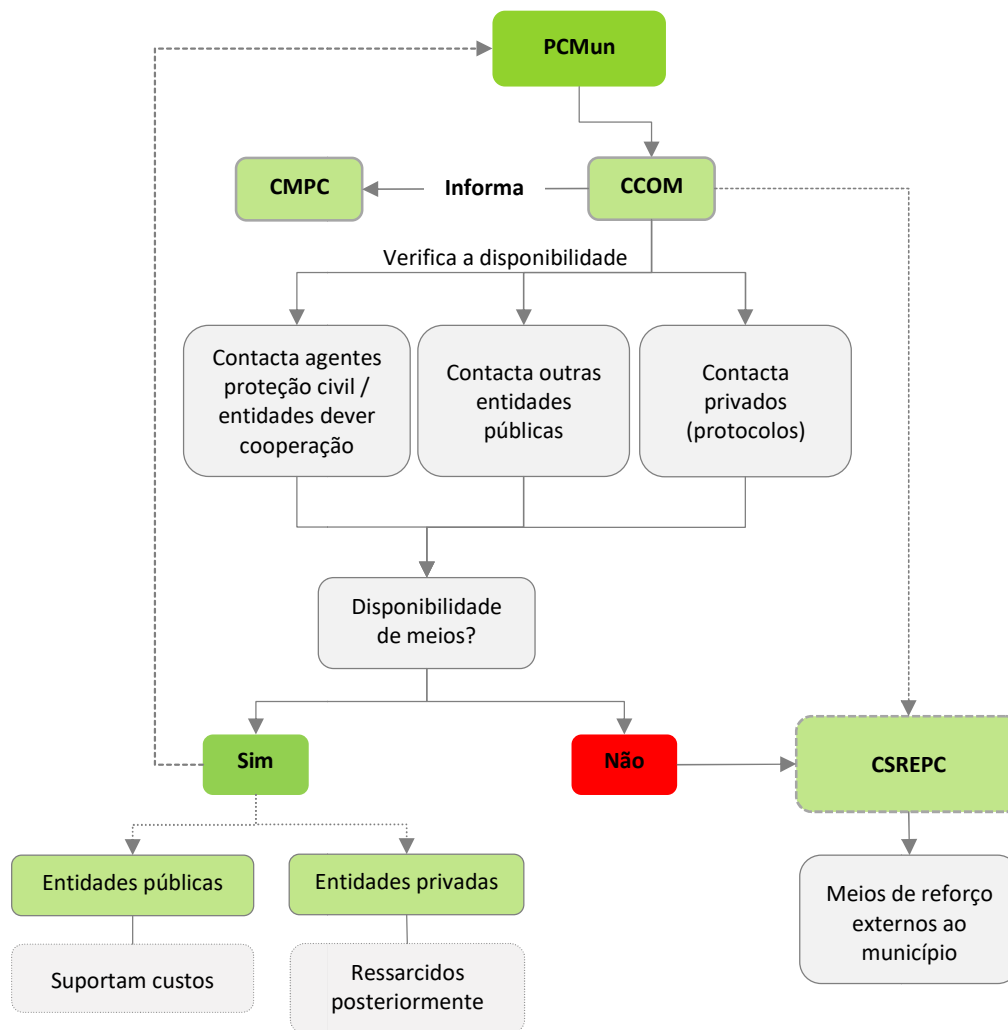 PCMun
CMPC
Informa
CCOM
Verifica a disponibilidade
Contacta agentes
proteção civil /
entidades dever
cooperação
Contacta outras
entidades
públicas
Contacta
privados
(protocolos)
Disponibilidade
de meios?
Sim
Não
CSREPC
Entidades públicas
Entidades privadas
Suportam custos
Ressarcidos
posteriormente
Meios de reforço
externos ao
município